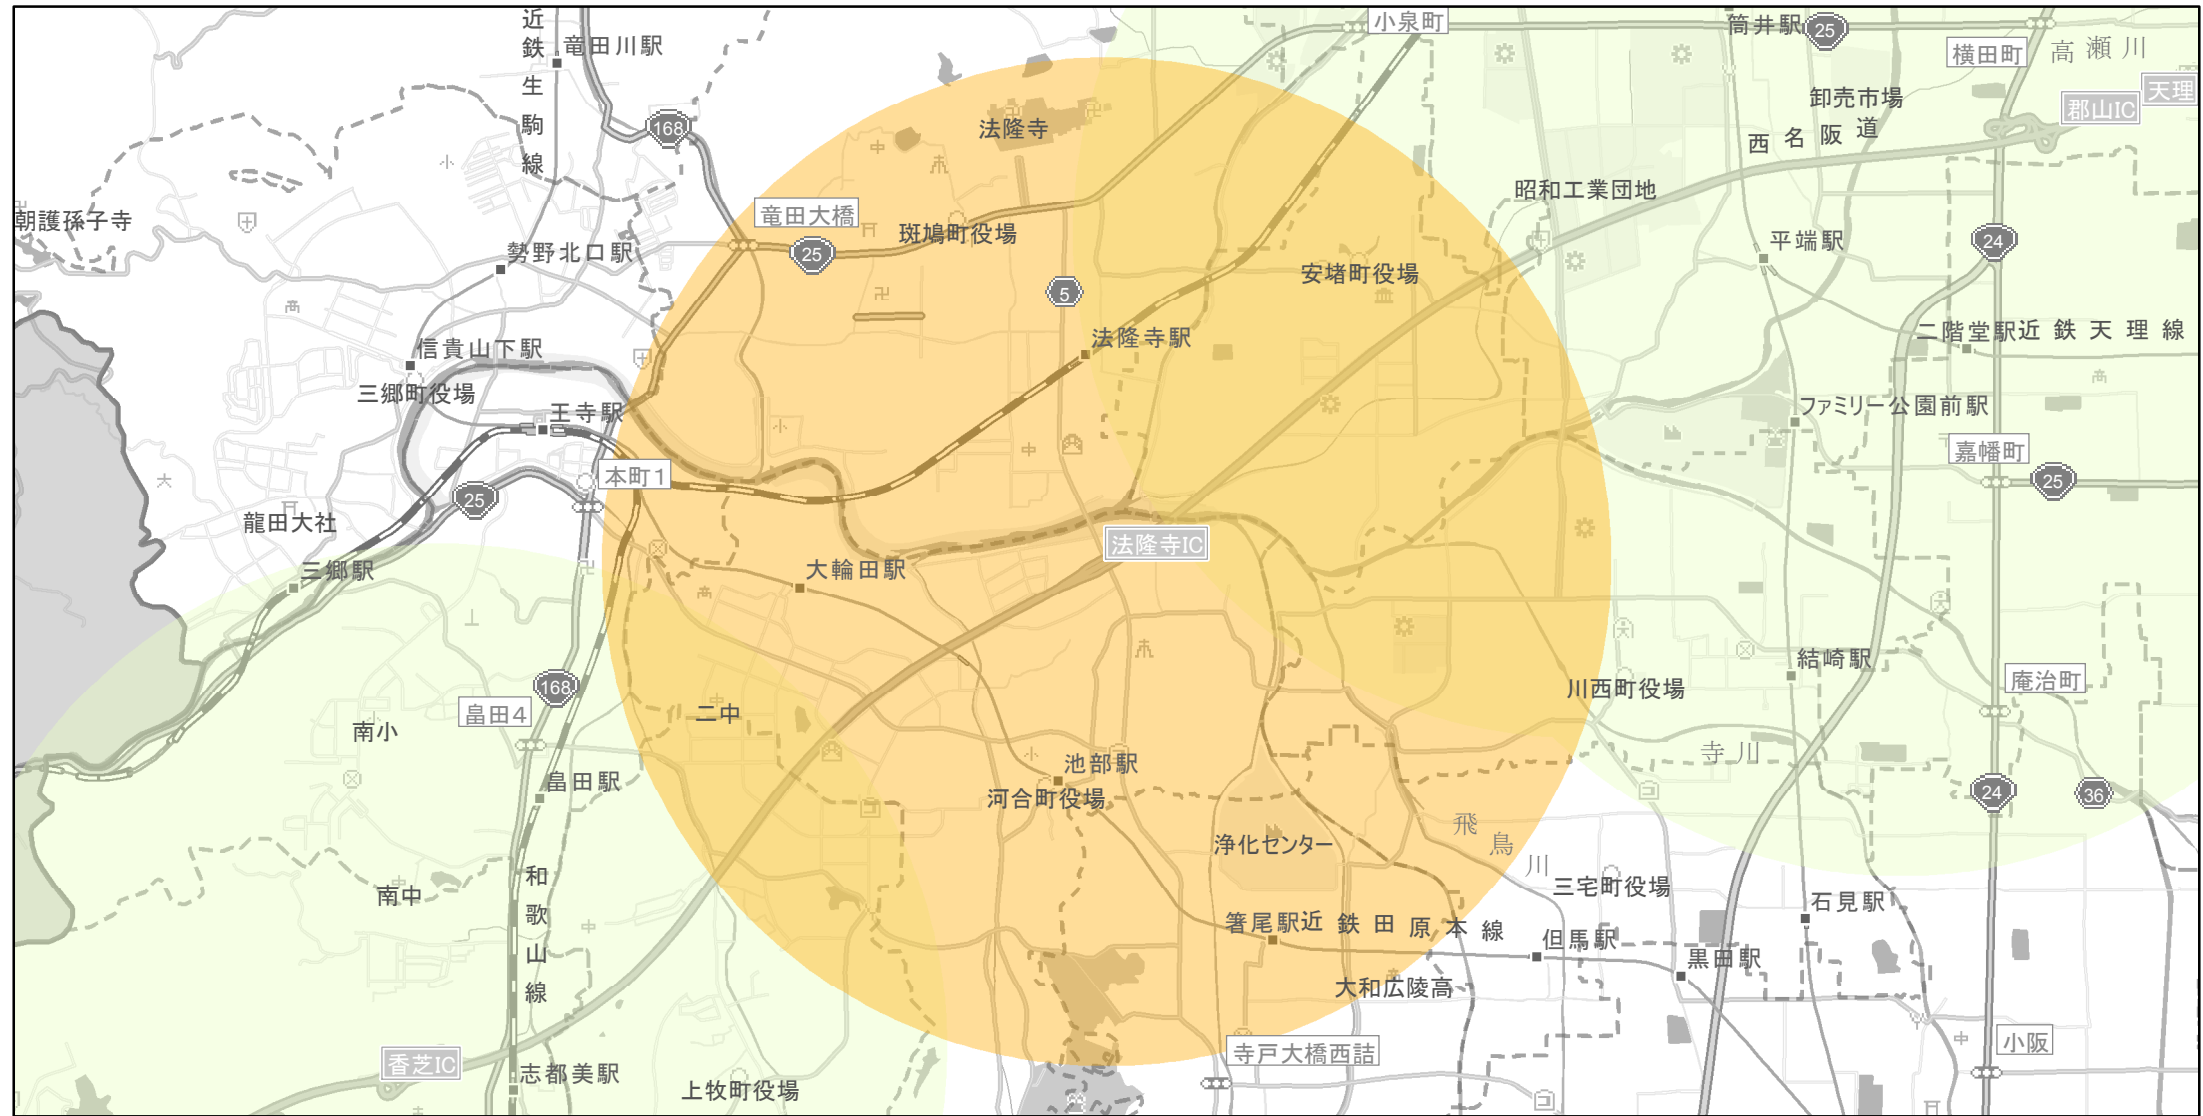 近鉄生駒線
竜田川駅
小泉町
筒井駅
25
横田町
高瀬川
天理
郡山IC
卸売市場
西名阪道
168
法隆寺
昭和工業団地
朝護孫子寺
竜田大橋
斑鳩町役場
25
勢野北口駅
安堵町役場
平端駅
24
5
法隆寺駅
二階堂駅
近鉄天理線
信貴山下駅
三郷町役場
王寺駅
ファミリー公園前駅
本町1
嘉幡町
25
25
龍田大社
法隆寺IC
三郷駅
大輪田駅
結崎駅
庵治町
168
畠田4
南小
二中
川西町役場
寺川
池部駅
畠田駅
河合町役場
24
36
浄化センター
飛鳥川
南中
和歌山線
三宅町役場
石見駅
箸尾駅
近鉄田原本線
但馬駅
黒田駅
大和広陵高
香芝IC
志都美駅
上牧町役場
寺戸大橋西詰
小阪